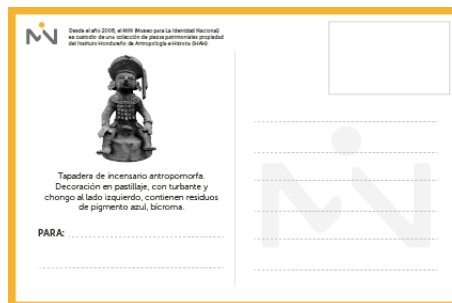 Desde el año 2006, el MIN (Museo para La Identidad Nacional)
es custodio de una colección de piezas patrimoniales propiedad
del Instituto Hondureño de Antropología e Historia (IHAH).
Tapadera de incensario antropomorfa.
Decoración en pastillaje, con turbante y
chongo al lado izquierdo, contienen residuos
de pigmento azul, bícroma.
PARA: